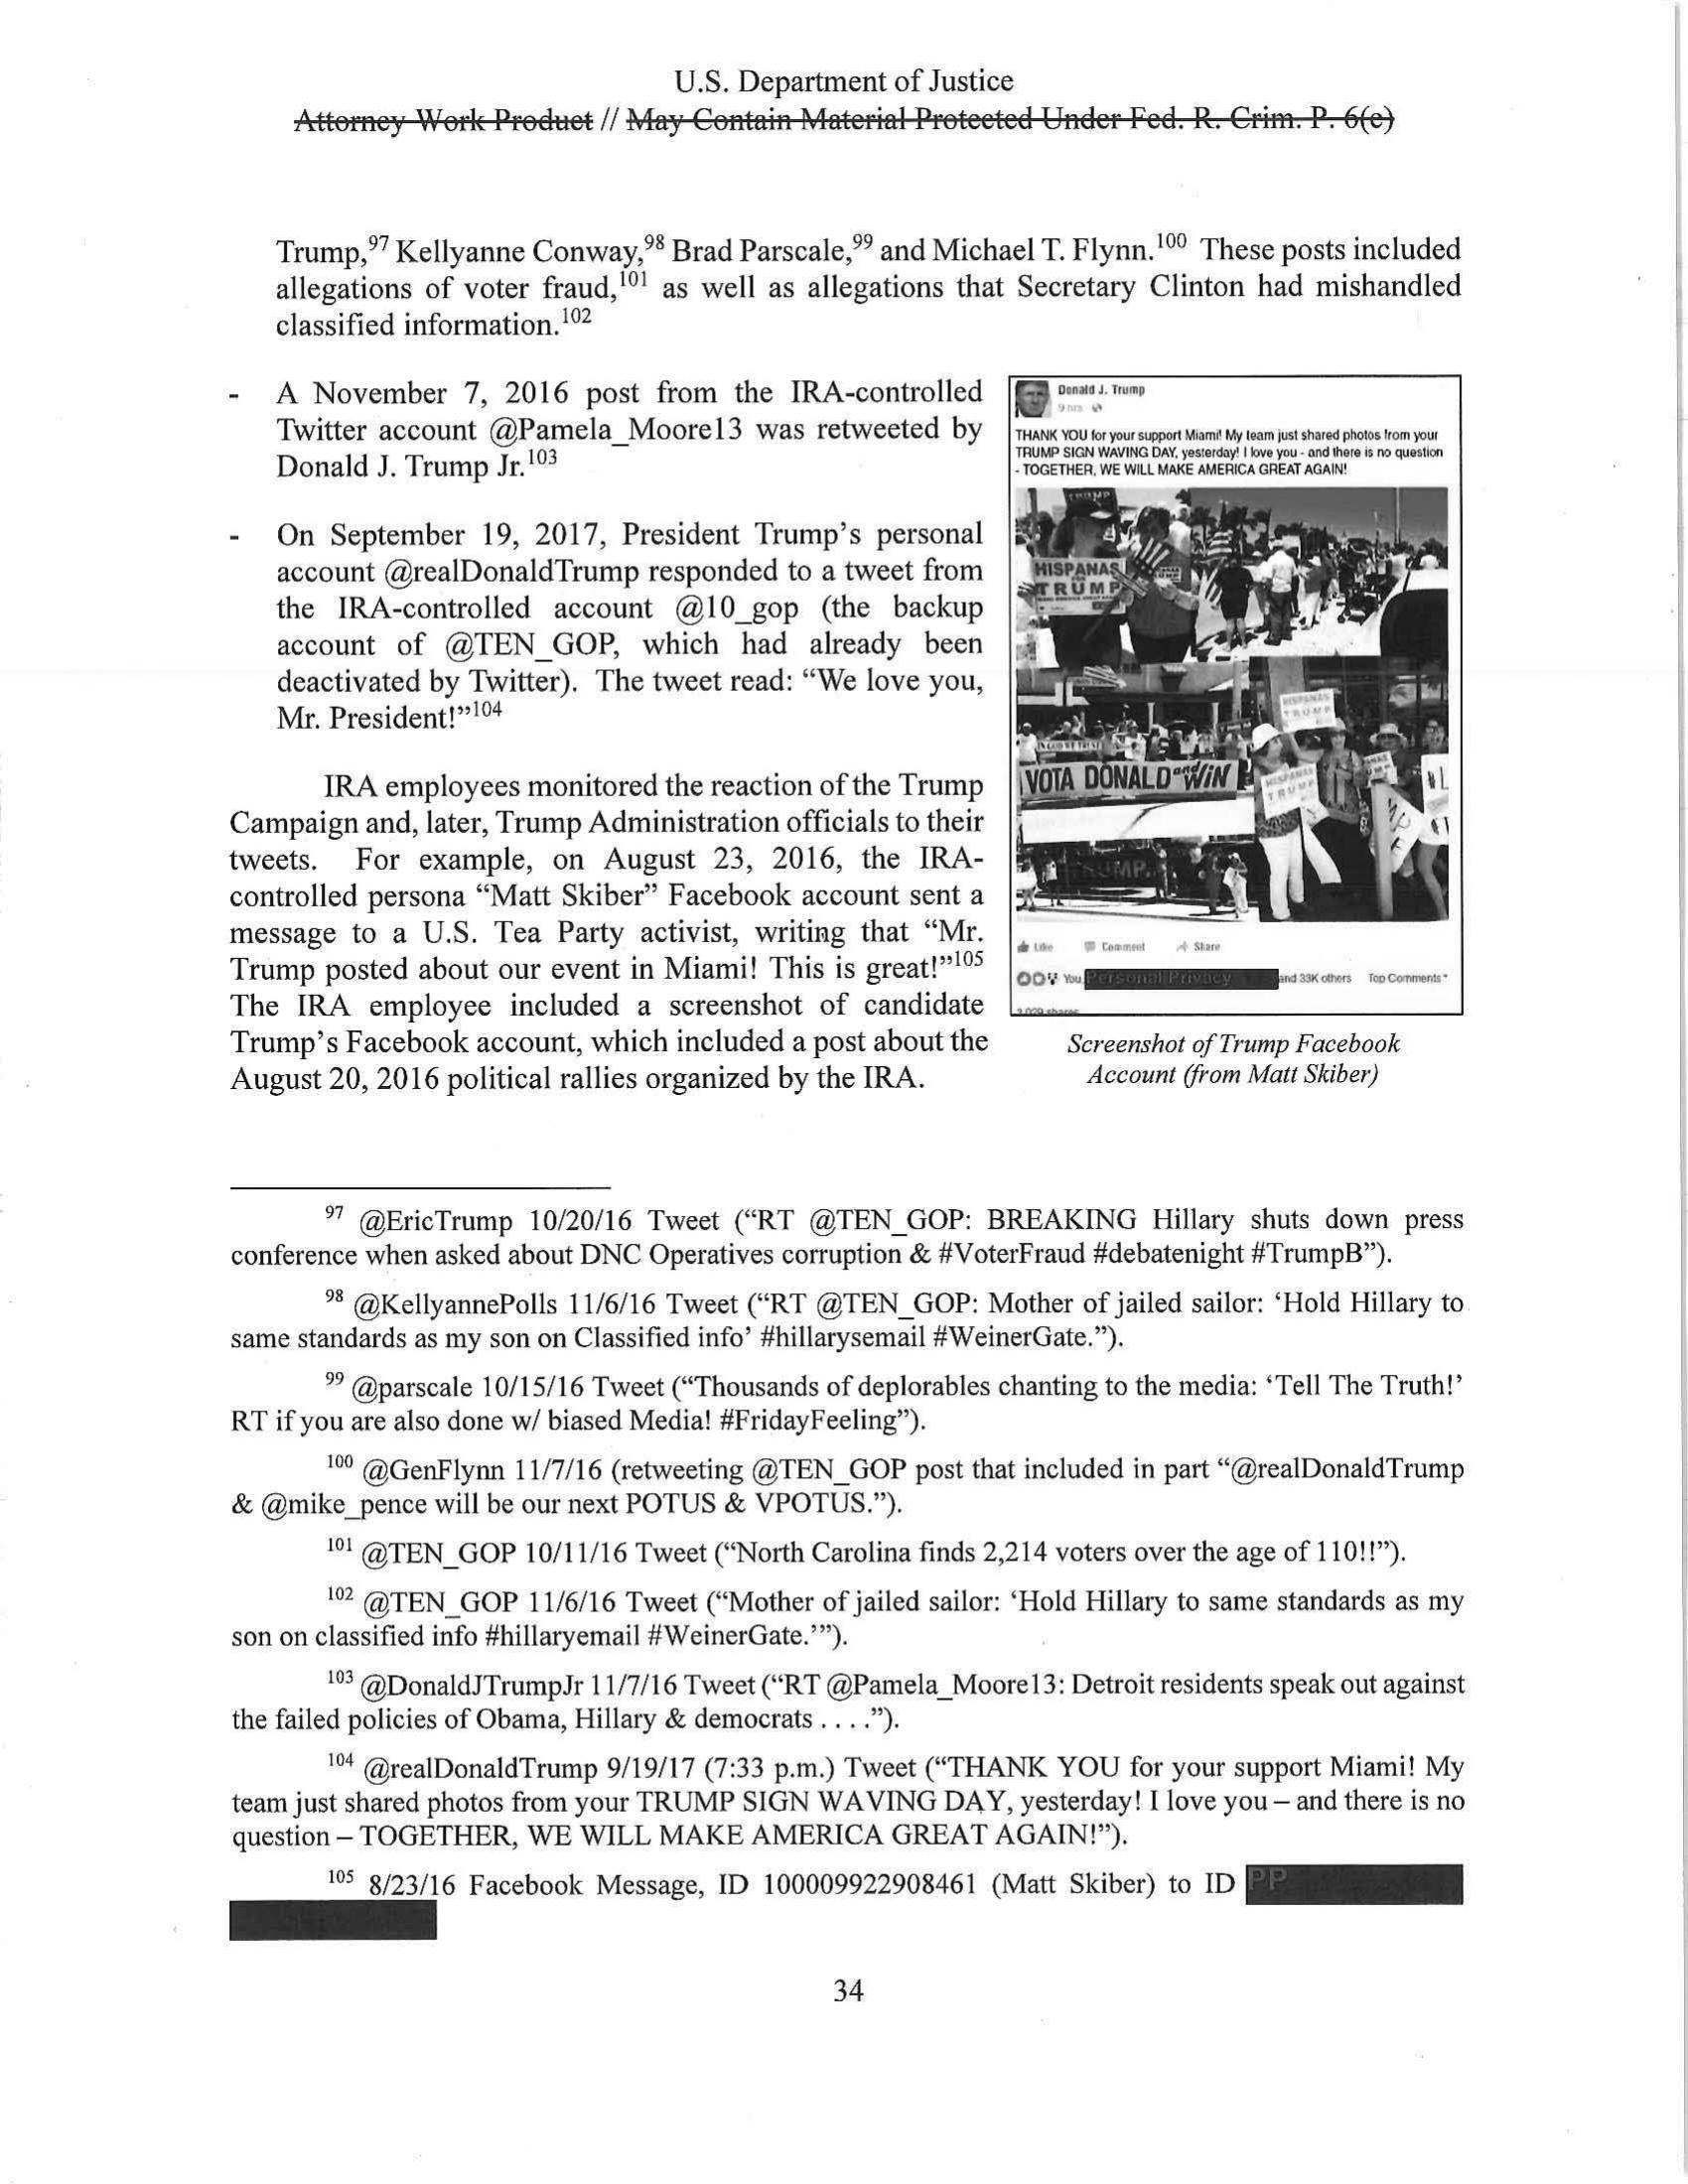 U.S. Department of Justice
Attorney Work Product // May Contain Material Protected Under Fed. R. Crim. P. 6(e)
Trump,97 Kellyanne Conway,98 Brad Parscale,99 and Michael T. Flynn.100 These posts included
allegations of voter fraud,101 as well as allegations that Secretary Clinton had mishandled
classified information.102
- A November 7, 2016 post from the IRA-controlled
Twitter account @Pamela_Moore13 was retweeted by
Donald J. Trump Jr.103
- On September 19, 2017, President Trump's personal
account @realDonaldTrump responded to a tweet from
the IRA-controlled account @10_gop (the backup
account of @TEN_GOP, which had already been
deactivated by Twitter). The tweet read: “We love you,
Mr. President!”104
IRA employees monitored the reaction of the Trump
Campaign and, later, Trump Administration officials to their
tweets. For example, on August 23, 2016, the IRA-
controlled persona “Matt Skiber” Facebook account sent a
message to a U.S. Tea Party activist, writing that “Mr.
Trump posted about our event in Miami! This is great!”105
The IRA employee included a screenshot of candidate
Trump's Facebook account, which included a post about the
August 20, 2016 political rallies organized by the IRA.
Donald J. Trump
9 hrs
THANK YOU for your support Miami! My team just shared photos from your
TRUMP SIGN WAVING DAY, yesterday! I love you - and there is no question
- TOGETHER, WE WILL MAKE AMERICA GREAT AGAIN!
TRUMP
HISPANAS
TRUMP
HISPANAS
TRUMP
IN GOD WE TRUST
VOTA DONALD and WiN
HISPANAS
TRUMP
TRUMP
Like Comment Share
You Personal Privacy and 33K others Top Comments
3,029 shares
Screenshot of Trump Facebook
Account (from Matt Skiber)
97 @EricTrump 10/20/16 Tweet (“RT @TEN_GOP: BREAKING Hillary shuts down press
conference when asked about DNC Operatives corruption & #VoterFraud #debatenight #TrumpB”).
98 @KellyannePolls 11/6/16 Tweet (“RT @TEN_GOP: Mother of jailed sailor: ‘Hold Hillary to
same standards as my son on Classified info’ #hillarysemail #WeinerGate.”).
99 @parscale 10/15/16 Tweet (“Thousands of deplorables chanting to the media: ‘Tell The Truth!’
RT if you are also done w/ biased Media! #FridayFeeling”).
100 @GenFlynn 11/7/16 (retweeting @TEN_GOP post that included in part “@realDonaldTrump
& @mike_pence will be our next POTUS & VPOTUS.”).
101 @TEN_GOP 10/11/16 Tweet (“North Carolina finds 2,214 voters over the age of 110!!”).
102 @TEN_GOP 11/6/16 Tweet (“Mother of jailed sailor: ‘Hold Hillary to same standards as my
son on classified info #hillaryemail #WeinerGate.’”).
103 @DonaldJTrumpJr 11/7/16 Tweet (“RT @Pamela_Moore13: Detroit residents speak out against
the failed policies of Obama, Hillary & democrats . . . .”).
104 @realDonaldTrump 9/19/17 (7:33 p.m.) Tweet (“THANK YOU for your support Miami! My
team just shared photos from your TRUMP SIGN WAVING DAY, yesterday! I love you – and there is no
question – TOGETHER, WE WILL MAKE AMERICA GREAT AGAIN!”).
105 8/23/16 Facebook Message, ID 100009922908461 (Matt Skiber) to ID PP
34